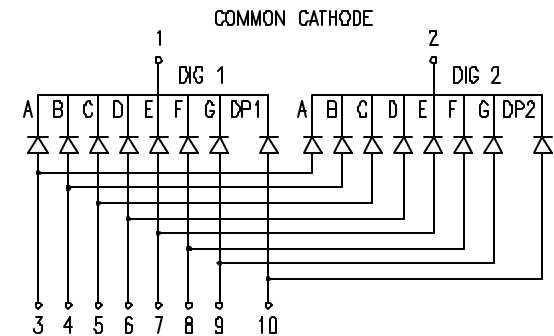 COMMON CATHODE
1 2
DIG 1 DIG 2
A B C D E F G DP1 A B C D E F G DP2
3 4 5 6 7 8 9 10